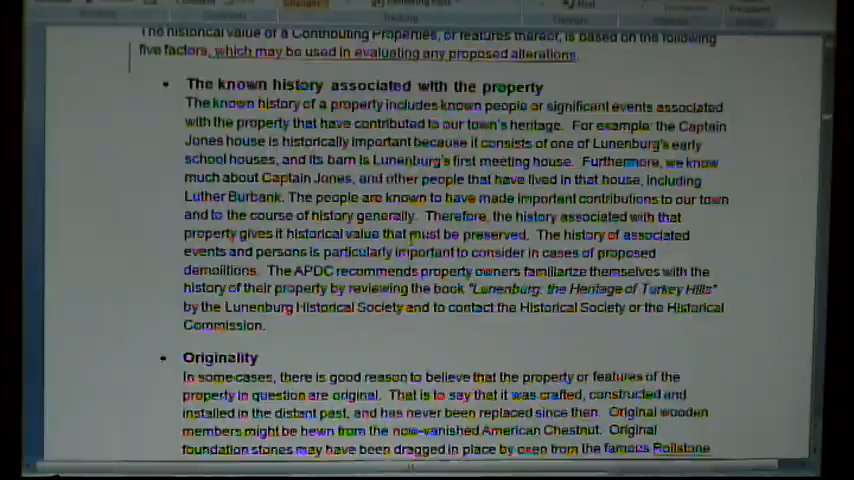 Changes
Tracking
The historical value of a Contributing Properties, or features thereof, is based on the following
five factors, which may be used in evaluating any proposed alterations.
• The known history associated with the property
The known history of a property includes known people or significant events associated
with the property that have contributed to our town's heritage. For example: the Captain
Jones house is historically important because it consists of one of Lunenburg's early
school houses, and its barn is Lunenburg's first meeting house. Furthermore, we know
much about Captain Jones, and other people that have lived in that house, including
Luther Burbank. The people are known to have made important contributions to our town
and to the course of history generally. Therefore, the history associated with that
property gives it historical value that must be preserved. The history of associated
events and persons is particularly important to consider in cases of proposed
demolitions. The APDC recommends property owners familiarize themselves with the
history of their property by reviewing the book "Lunenburg: the Heritage of Turkey Hills"
by the Lunenburg Historical Society and to contact the Historical Society or the Historical
Commission.
• Originality
In some cases, there is good reason to believe that the property or features of the
property in question are original. That is to say that it was crafted, constructed and
installed in the distant past, and has never been replaced since then. Original wooden
members might be hewn from the now-vanished American Chestnut. Original
foundation stones may have been dragged in place by oxen from the famous Rollstone